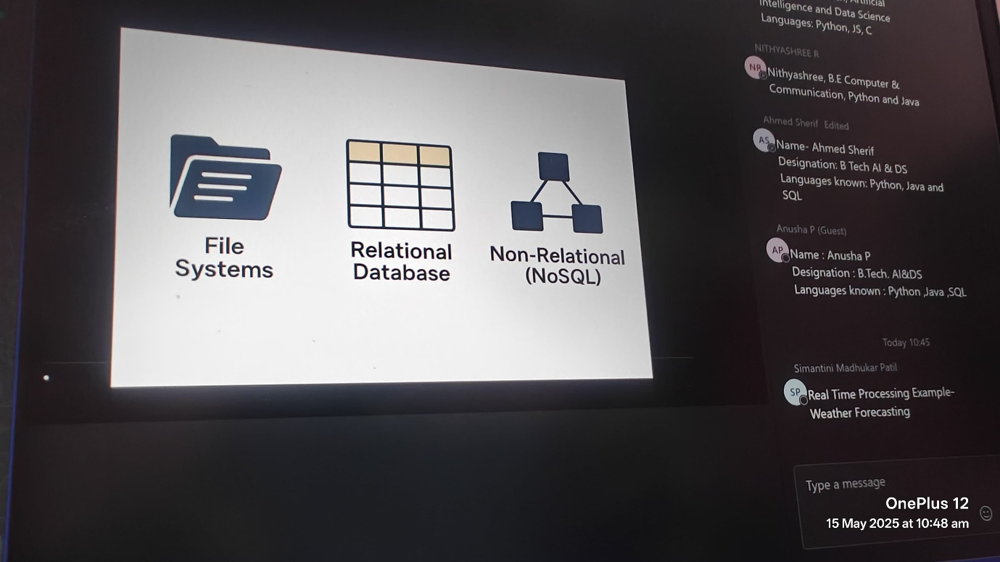 File
Systems
Relational
Database
Non-Relational
(NoSQL)
Intelligence and Data Science
Languages: Python, JS, C
NITHYASHREE R
NR
Nithyashree, B.E Computer &
Communication, Python and Java
Ahmed Sherif Edited
AS
Name- Ahmed Sherif
Designation: B Tech AI & DS
Languages known: Python, Java and
SQL
Anusha P (Guest)
AP
Name : Anusha P
Designation : B.Tech. AI&DS
Languages known : Python ,Java ,SQL
Today 10:45
Simantini Madhukar Patil
SP
Real Time Processing Example-
Weather Forecasting
Type a message
OnePlus 12
15 May 2025 at 10:48 am